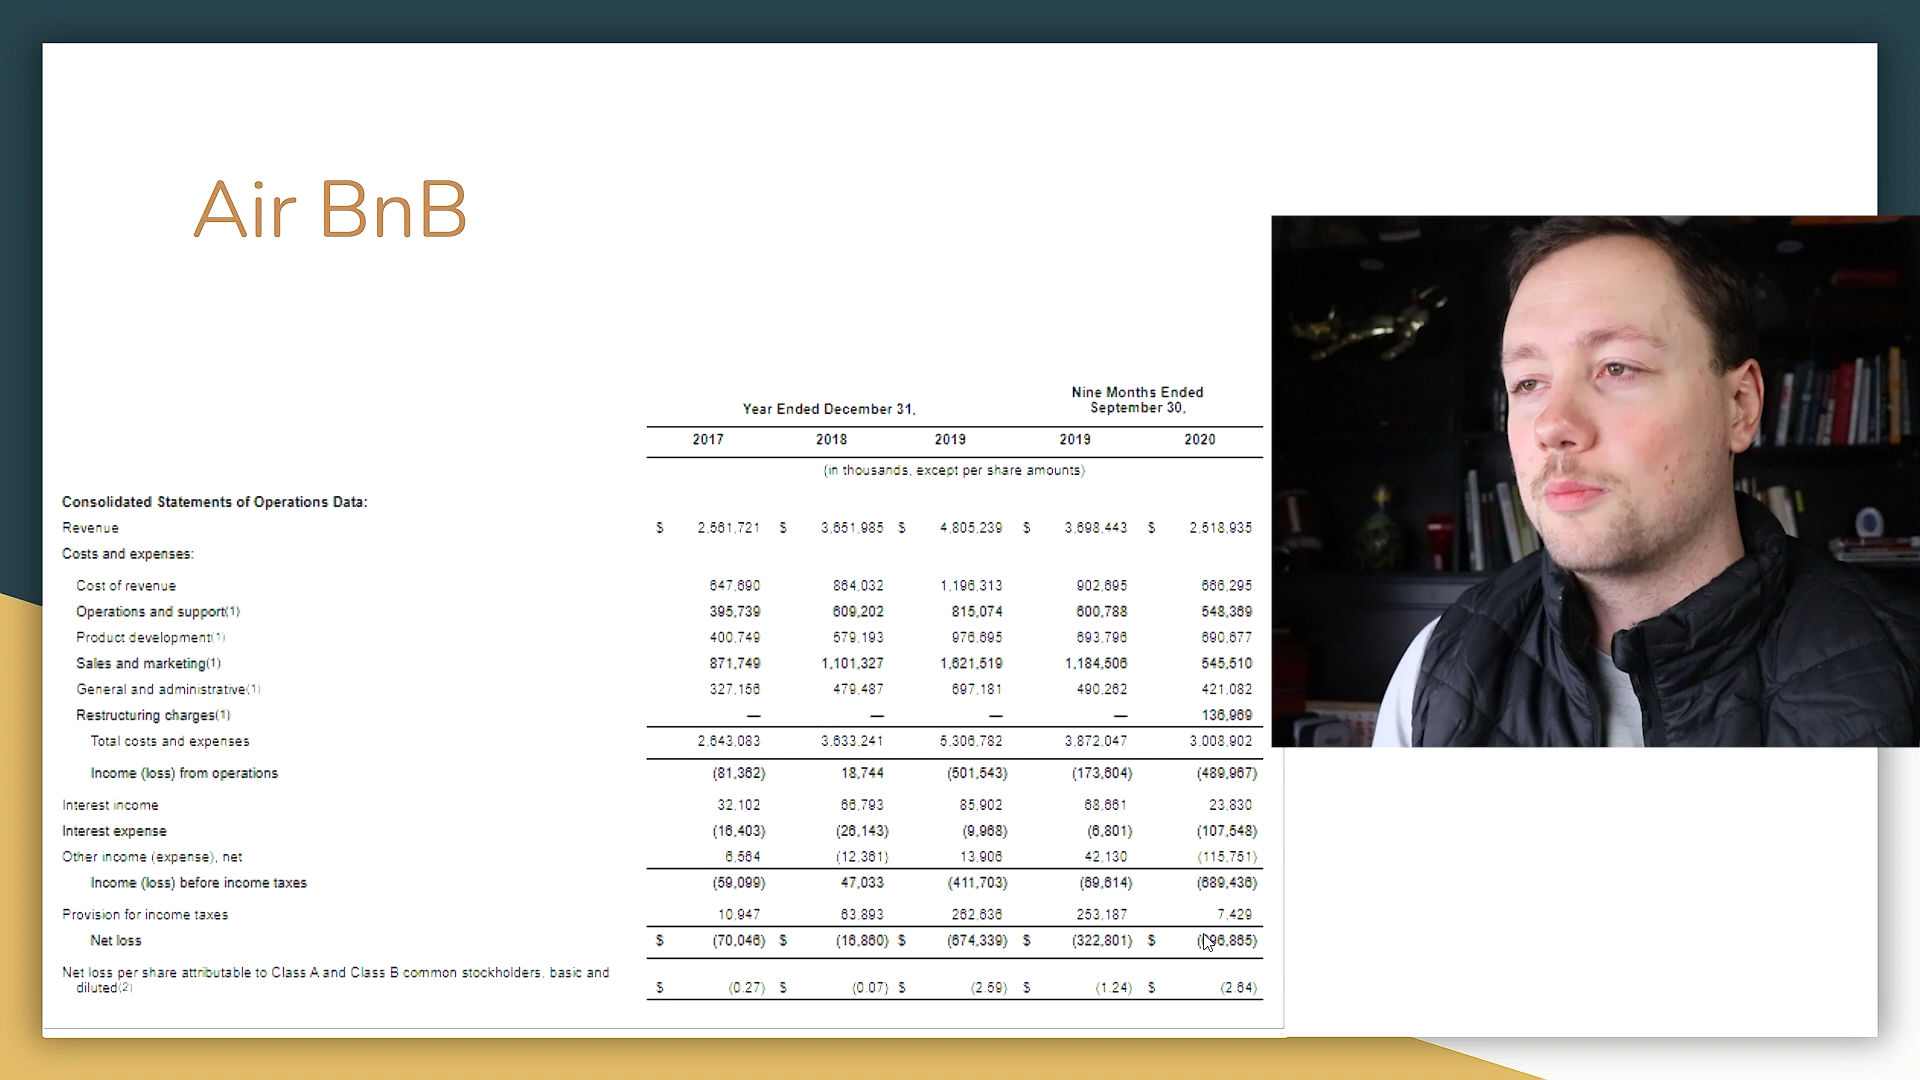 Air BnB
Nine Months Ended
Year Ended December 31, September 30,
2017 2018 2019 2019 2020
(in thousands, except per share amounts)
Consolidated Statements of Operations Data:
Revenue $ 2,561,721 $ 3,651,985 $ 4,805,239 $ 3,698,443 $ 2,518,935
Costs and expenses:
Cost of revenue 647,690 864,032 1,196,313 902,695 666,295
Operations and support(1) 395,739 609,202 815,074 600,788 548,369
Product development(1) 400,749 579,193 976,695 693,796 690,677
Sales and marketing(1) 871,749 1,101,327 1,621,519 1,184,506 545,510
General and administrative(1) 327,156 479,487 697,181 490,262 421,082
Restructuring charges(1) — — — — 136,969
Total costs and expenses 2,643,083 3,633,241 5,306,782 3,872,047 3,008,902
Income (loss) from operations (81,362) 18,744 (501,543) (173,604) (489,967)
Interest income 32,102 66,793 85,902 68,661 23,830
Interest expense (16,403) (26,143) (9,968) (6,801) (107,548)
Other income (expense), net 6,564 (12,361) 13,906 42,130 (115,751)
Income (loss) before income taxes (59,099) 47,033 (411,703) (69,614) (689,436)
Provision for income taxes 10,947 63,893 262,636 253,187 7,429
Net loss $ (70,046) $ (16,860) $ (674,339) $ (322,801) $
Net loss per share attributable to Class A and Class B common stockholders, basic and
diluted(2) $ (0.27) $ (0.07) $ (2.59) $ (1.24) $ (2.64)